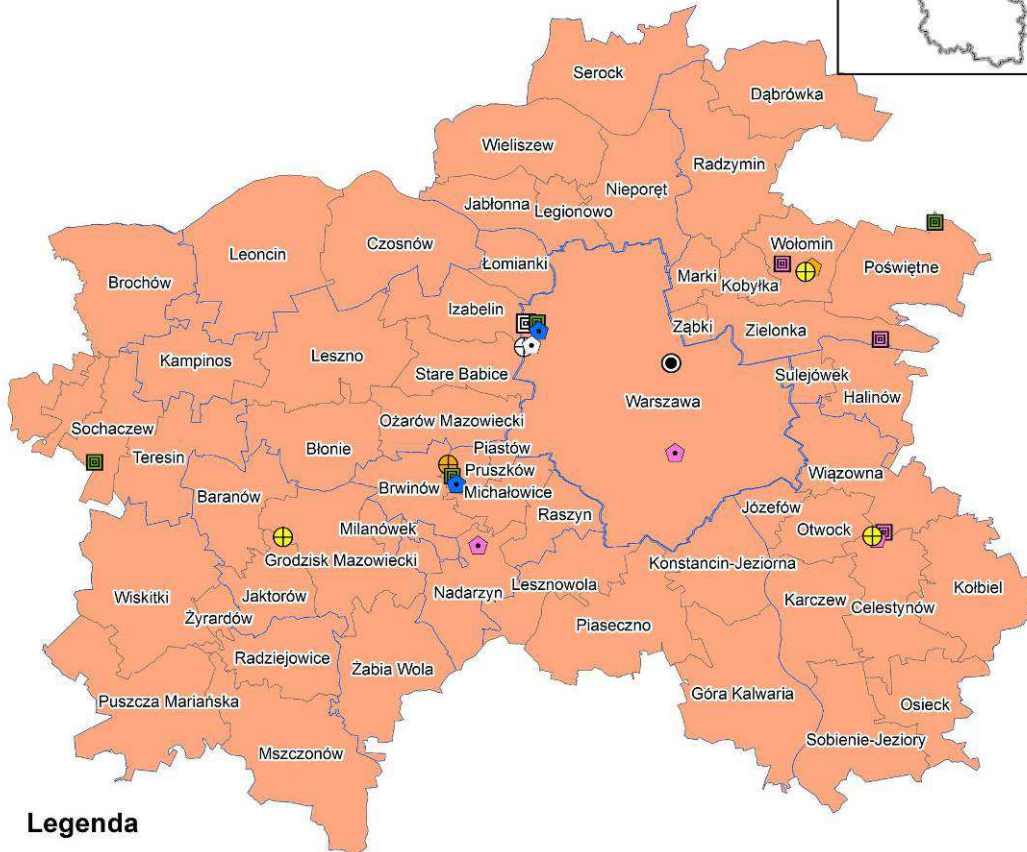 Serock
Dąbrówka
Wieliszew
Radzymin
Nieporęt
Jabłonna
Legionowo
Czosnów
Wołomin
Leoncin
Łomianki
Poświętne
Marki
Brochów
Kobyłka
Izabelin
Ząbki
Zielonka
Kampinos
Leszno
Stare Babice
Sulejówek
Halinów
Warszawa
Ożarów Mazowiecki
Sochaczew
Błonie
Piastów
Teresin
Pruszków
Wiązowna
Brwinów
Michałowice
Baranów
Józefów
Raszyn
Milanówek
Otwock
Grodzisk Mazowiecki
Konstancin-Jeziorna
Lesznowola
Kołbiel
Nadarzyn
Wiskitki
Jaktorów
Karczew
Celestynów
Żyrardów
Piaseczno
Radziejowice
Żabia Wola
Góra Kalwaria
Puszcza Mariańska
Osieck
Sobienie-Jeziory
Mszczonów
Legenda